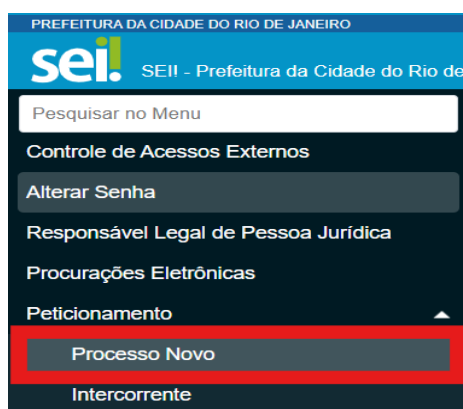 PREFEITURA DA CIDADE DO RIO DE JANEIRO
sei! SEI! - Prefeitura da Cidade do Rio de
Pesquisar no Menu
Controle de Acessos Externos
Alterar Senha
Responsável Legal de Pessoa Jurídica
Procurações Eletrônicas
Peticionamento
Processo Novo
Intercorrente